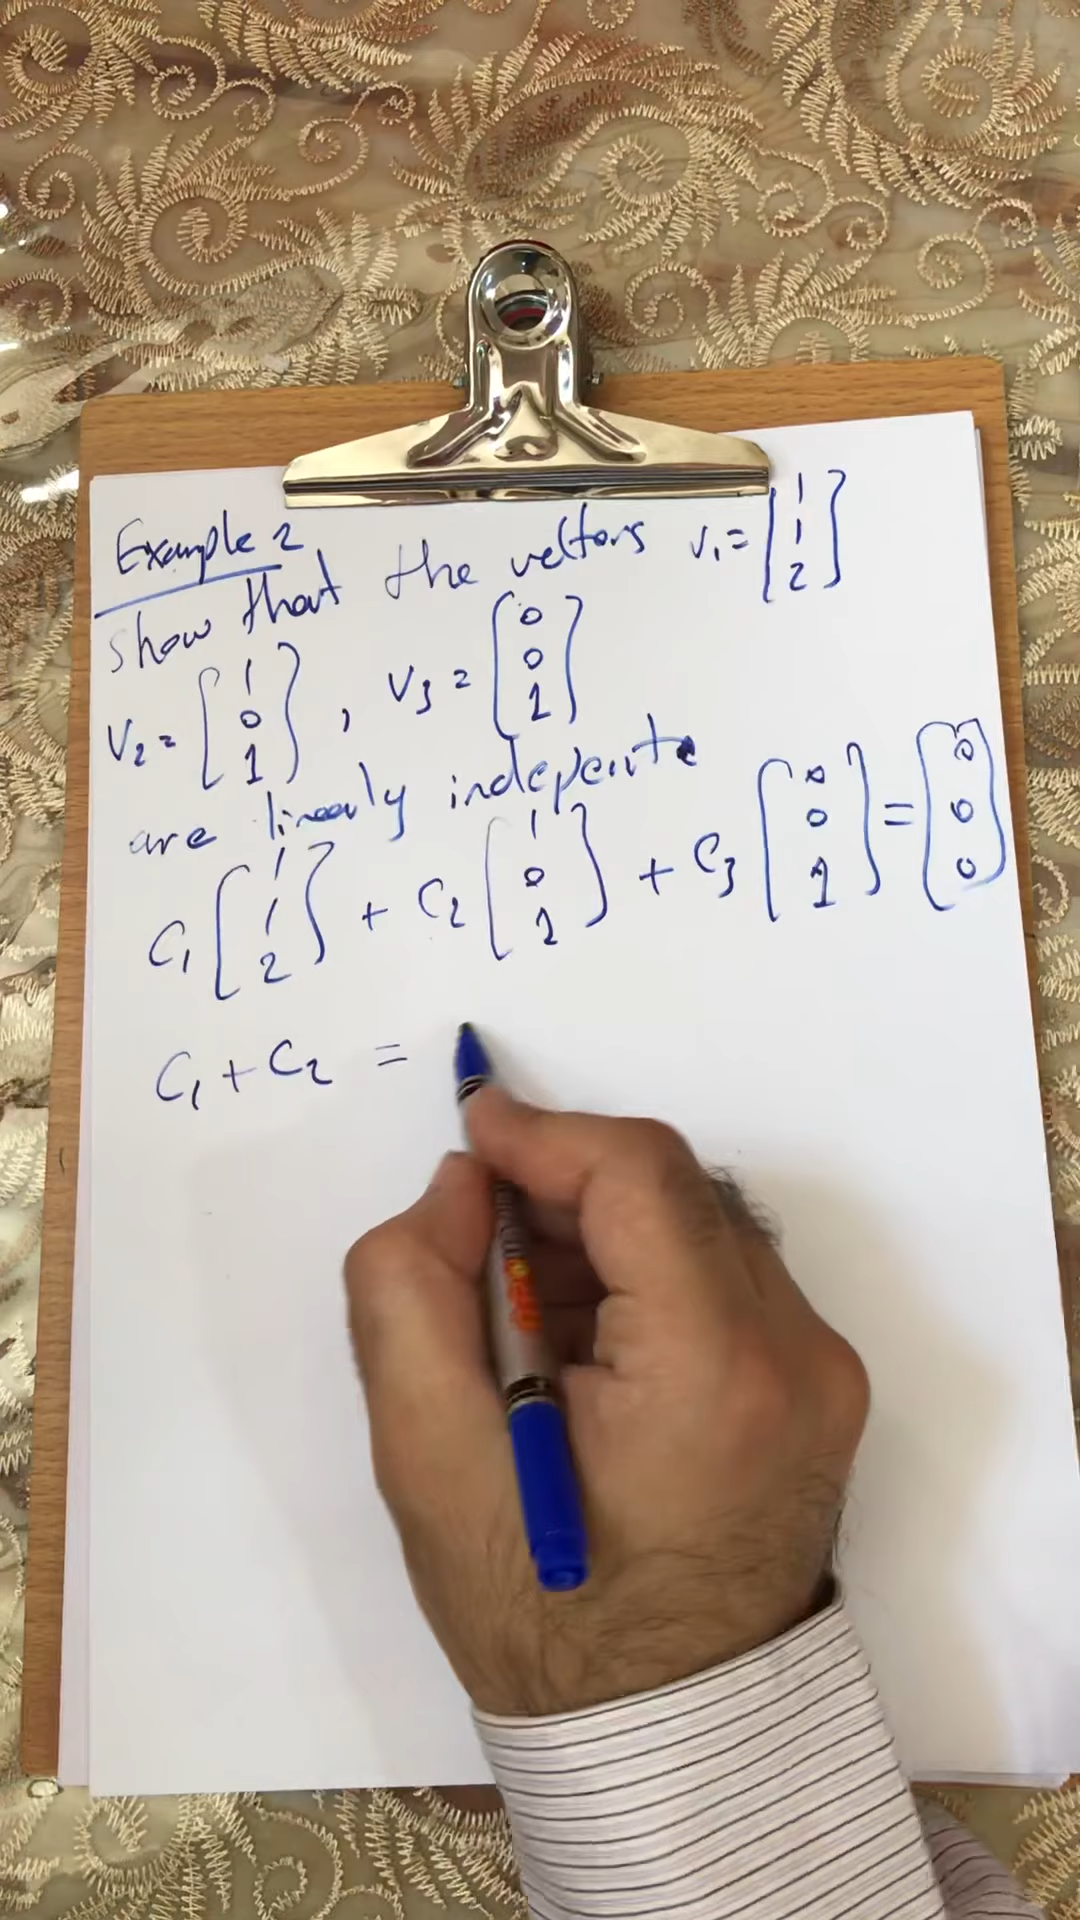 Example 2
show that the vectors v₁ = [1 1 2]
v₂ = [1 0 1] , v₃ = [0 0 1]
are linearly
C₁ [1 1 2] + C₂ [1 0 1] + C₃ [0 0 1] = [0 0 0]
C₁ + C₂ =